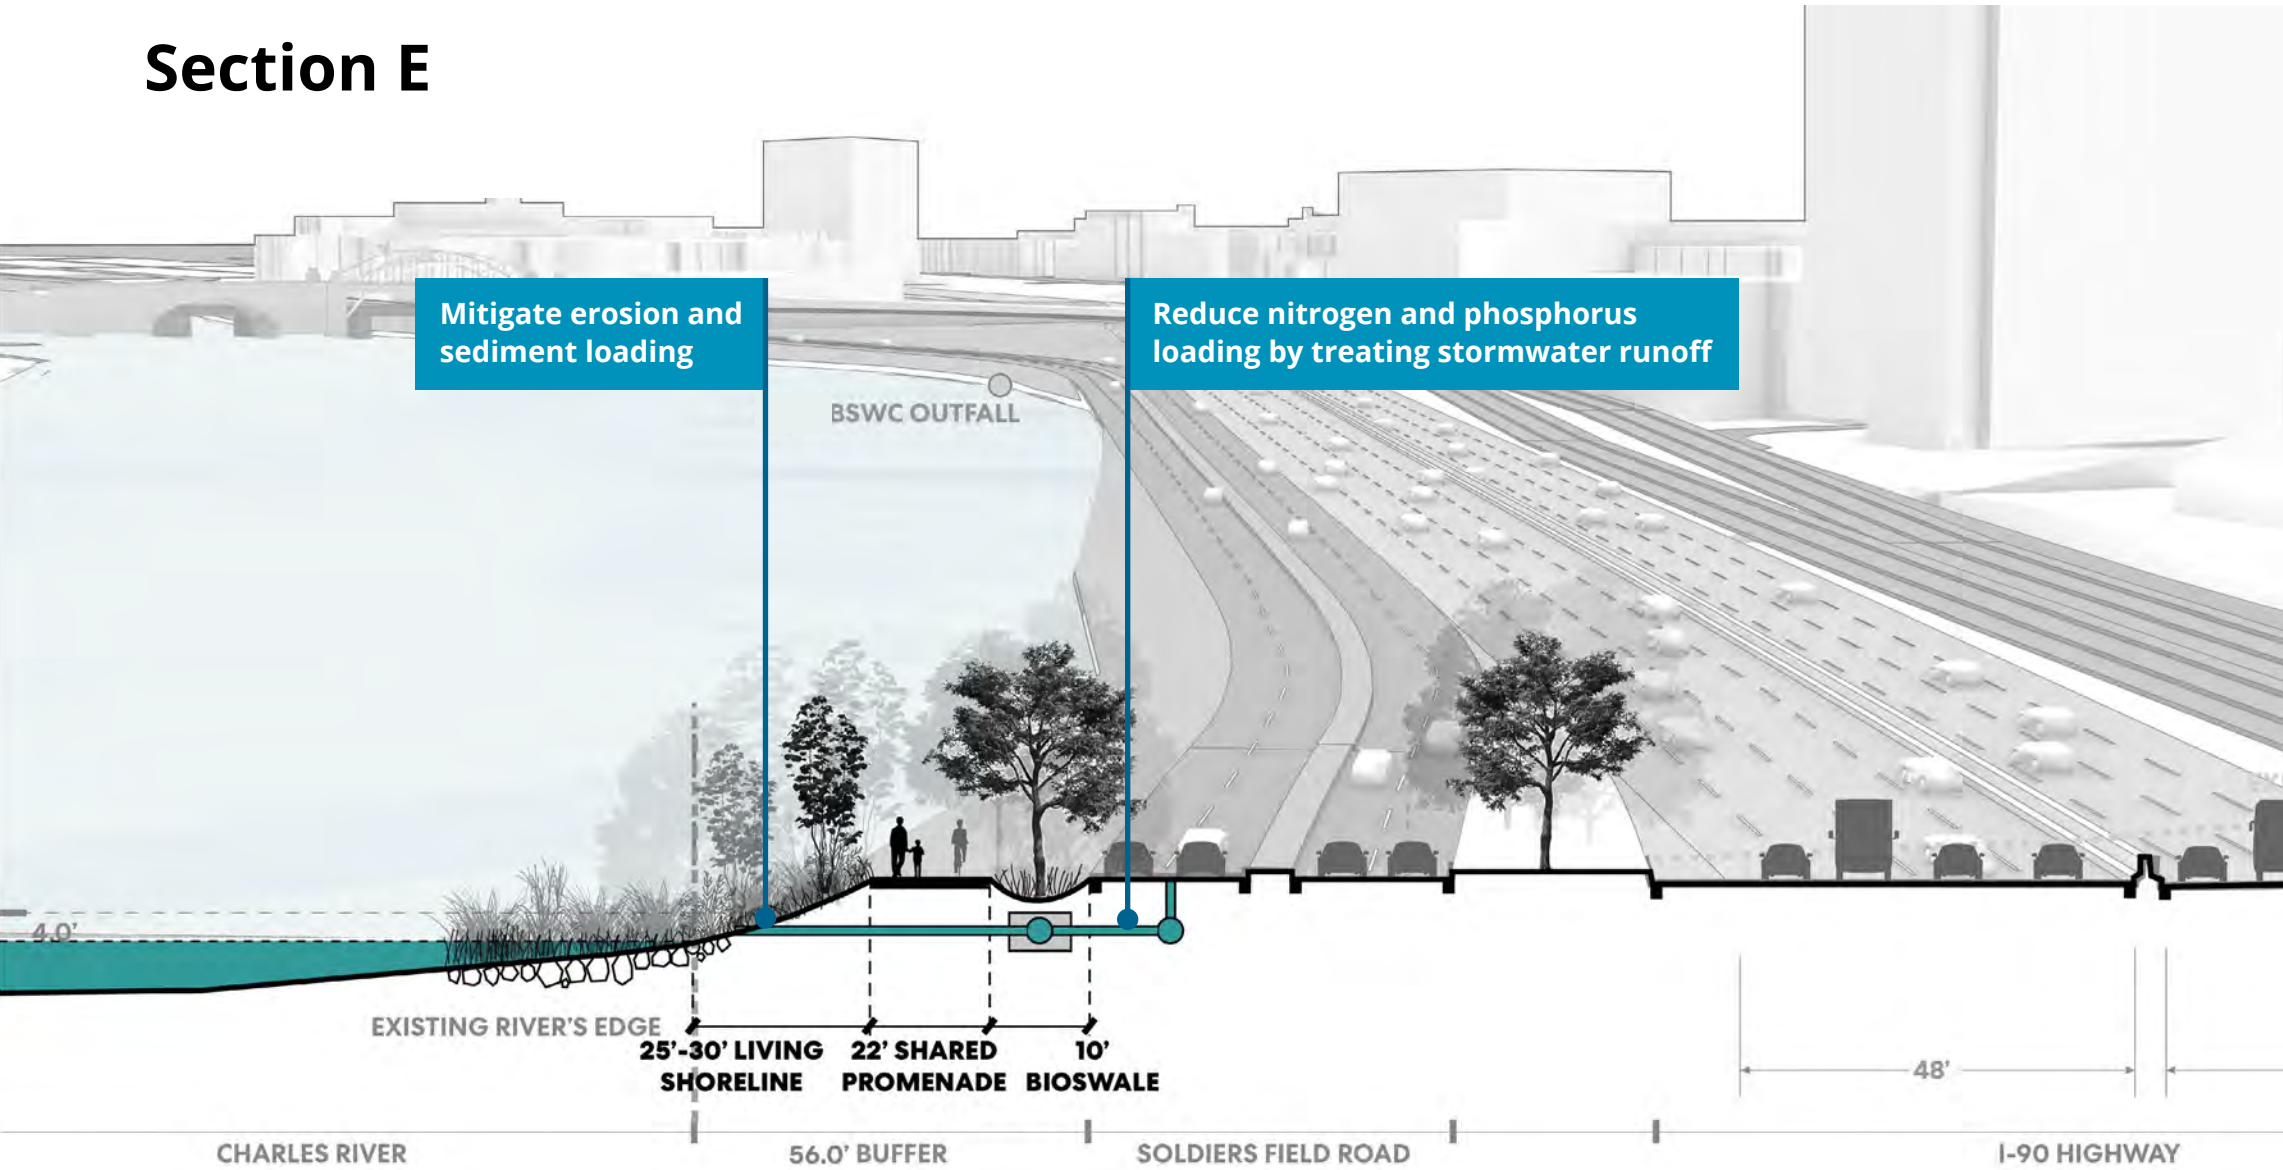 Section E
Mitigate erosion and
sediment loading
Reduce nitrogen and phosphorus
loading by treating stormwater runoff
BSWC OUTFALL
4.0'
EXISTING RIVER'S EDGE
25'-30' LIVING
SHORELINE
22' SHARED
PROMENADE
10'
BIOSWALE
48'
CHARLES RIVER
56.0' BUFFER
SOLDIERS FIELD ROAD
I-90 HIGHWAY